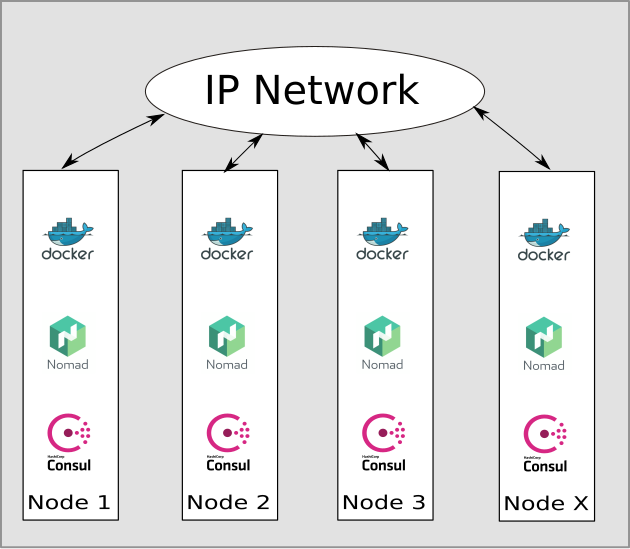 IP Network
docker
Nomad
HashiCorp
Consul
Node 1
docker
Nomad
HashiCorp
Consul
Node 2
docker
Nomad
HashiCorp
Consul
Node 3
docker
Nomad
HashiCorp
Consul
Node X